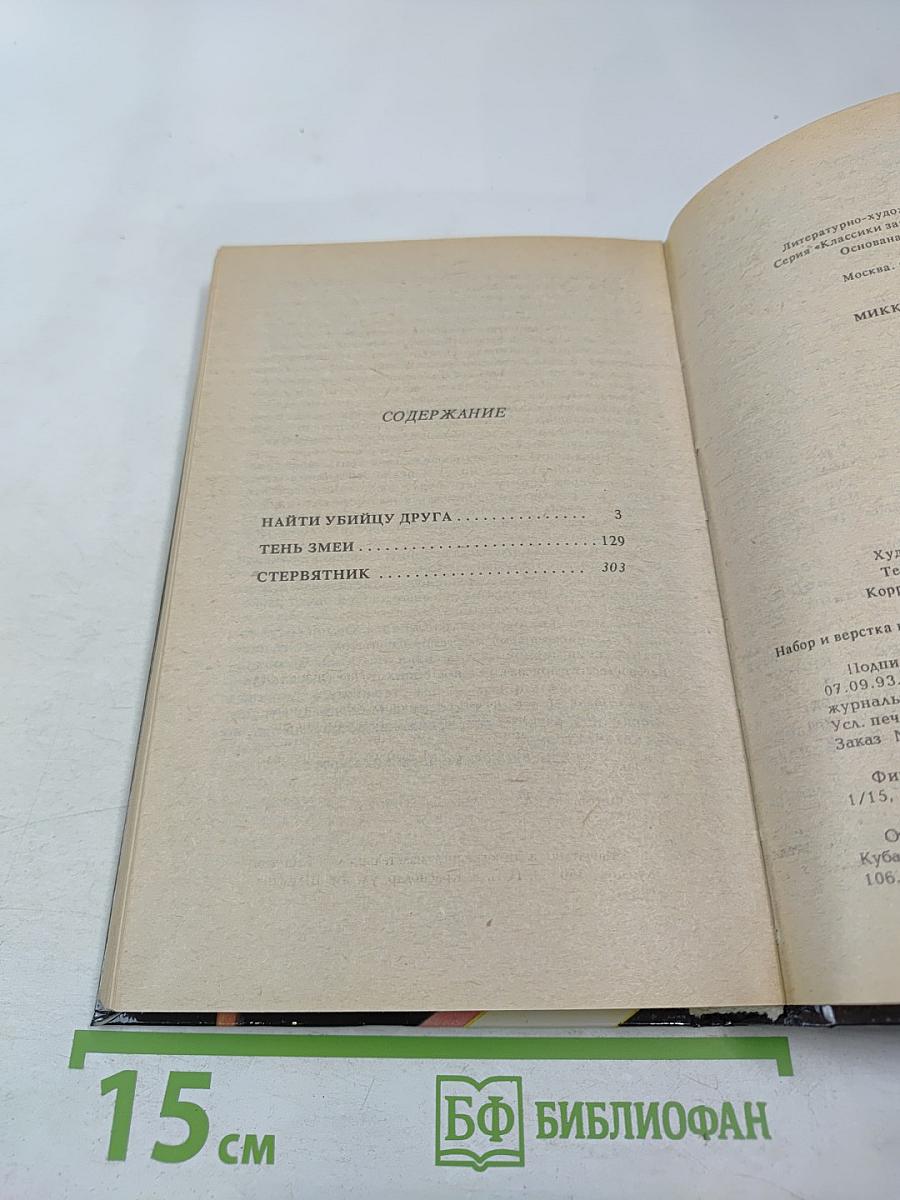 СОДЕРЖАНИЕ
НАЙТИ УБИЙЦУ ДРУГА . . . . . . . . . . . . . . . 3
ТЕНЬ ЗМЕИ . . . . . . . . . . . . . . . . . . . . . . . . . . . 129
СТЕРВЯТНИК . . . . . . . . . . . . . . . . . . . . . . . . 303
Литературно-худож
Серия «Классики за
Основана
Москва.
МИКК
Худ
Те
Корр
Набор и верстка
Подпи
07.09.93.
журналь
Усл. печ
Заказ №
Фи
1/15,
О
Куба
106.
15 см
БФ БИБЛИОФАН